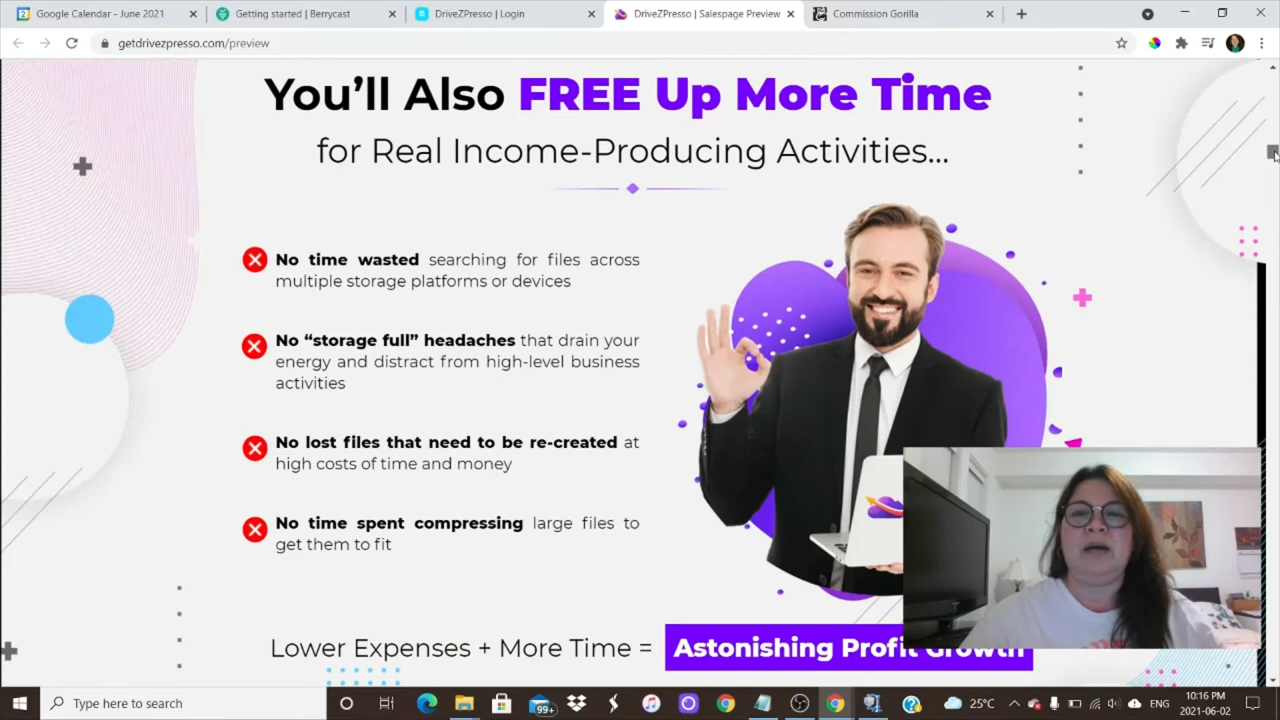 Google Calendar - June 2021
Getting started | Berrycast
DriveZPresso | Login
DriveZPresso | Salespage Preview
Commission Gorilla
getdrivezpresso.com/preview
You'll Also FREE Up More Time
for Real Income-Producing Activities...
No time wasted searching for files across
multiple storage platforms or devices
No “storage full” headaches that drain your
energy and distract from high-level business
activities
No lost files that need to be re-created at
high costs of time and money
No time spent compressing large files to
get them to fit
Lower Expenses + More Time = Astonishing Profit Growth
Type here to search
99+
25°C
ENG
10:16 PM
2021-06-02